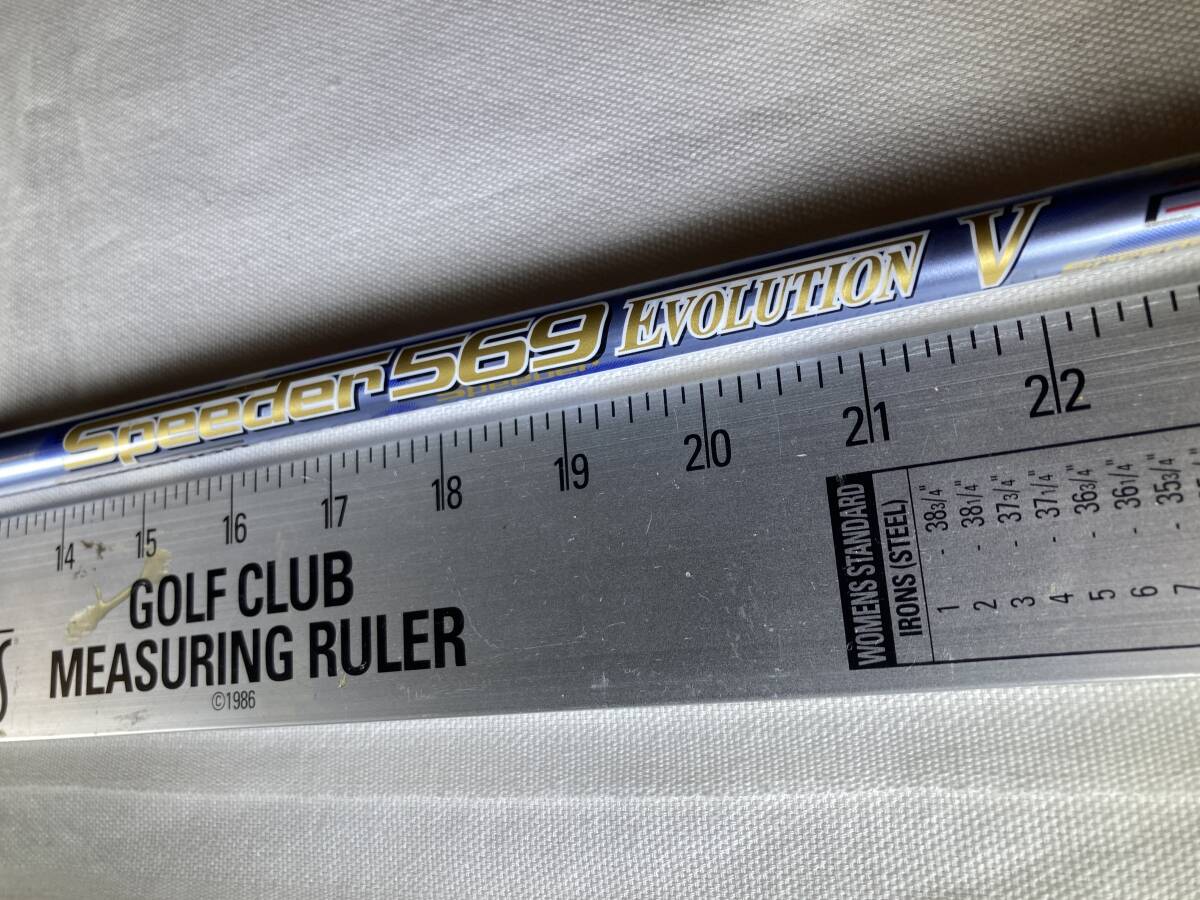 Speeder 569 EVOLUTION V
SPEEDER
14 15 16 17 18 19 20 21 22
GOLF CLUB
MEASURING RULER
©1986
WOMENS STANDARD
IRONS (STEEL)
1 - 38 3/4"
2 - 38 1/4"
3 - 37 3/4"
4 - 37 1/4"
5 - 36 3/4"
6 - 36 1/4"
7 - 35 3/4"